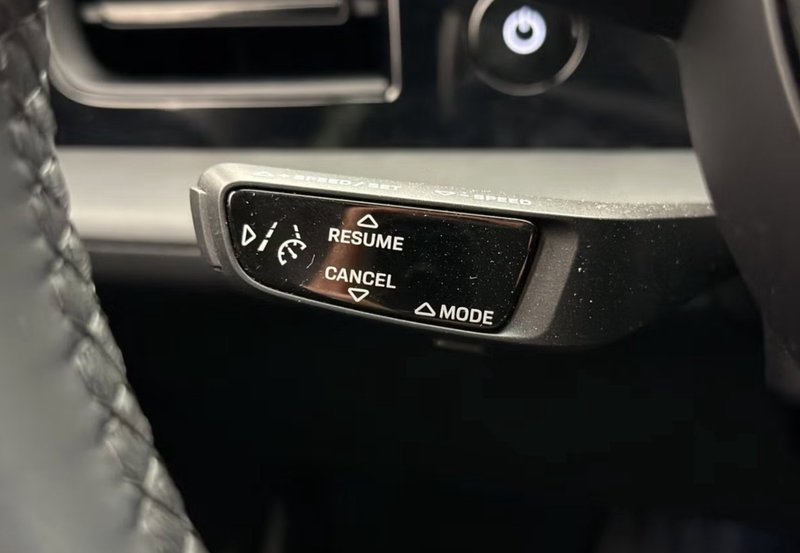 + SPEED/SET
- SPEED
RESUME
CANCEL
MODE